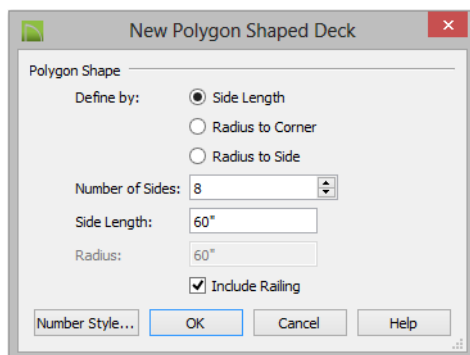 New Polygon Shaped Deck
Polygon Shape
Define by: Side Length
Radius to Corner
Radius to Side
Number of Sides: 8
Side Length: 60"
Radius: 60"
Include Railing
Number Style... OK Cancel Help